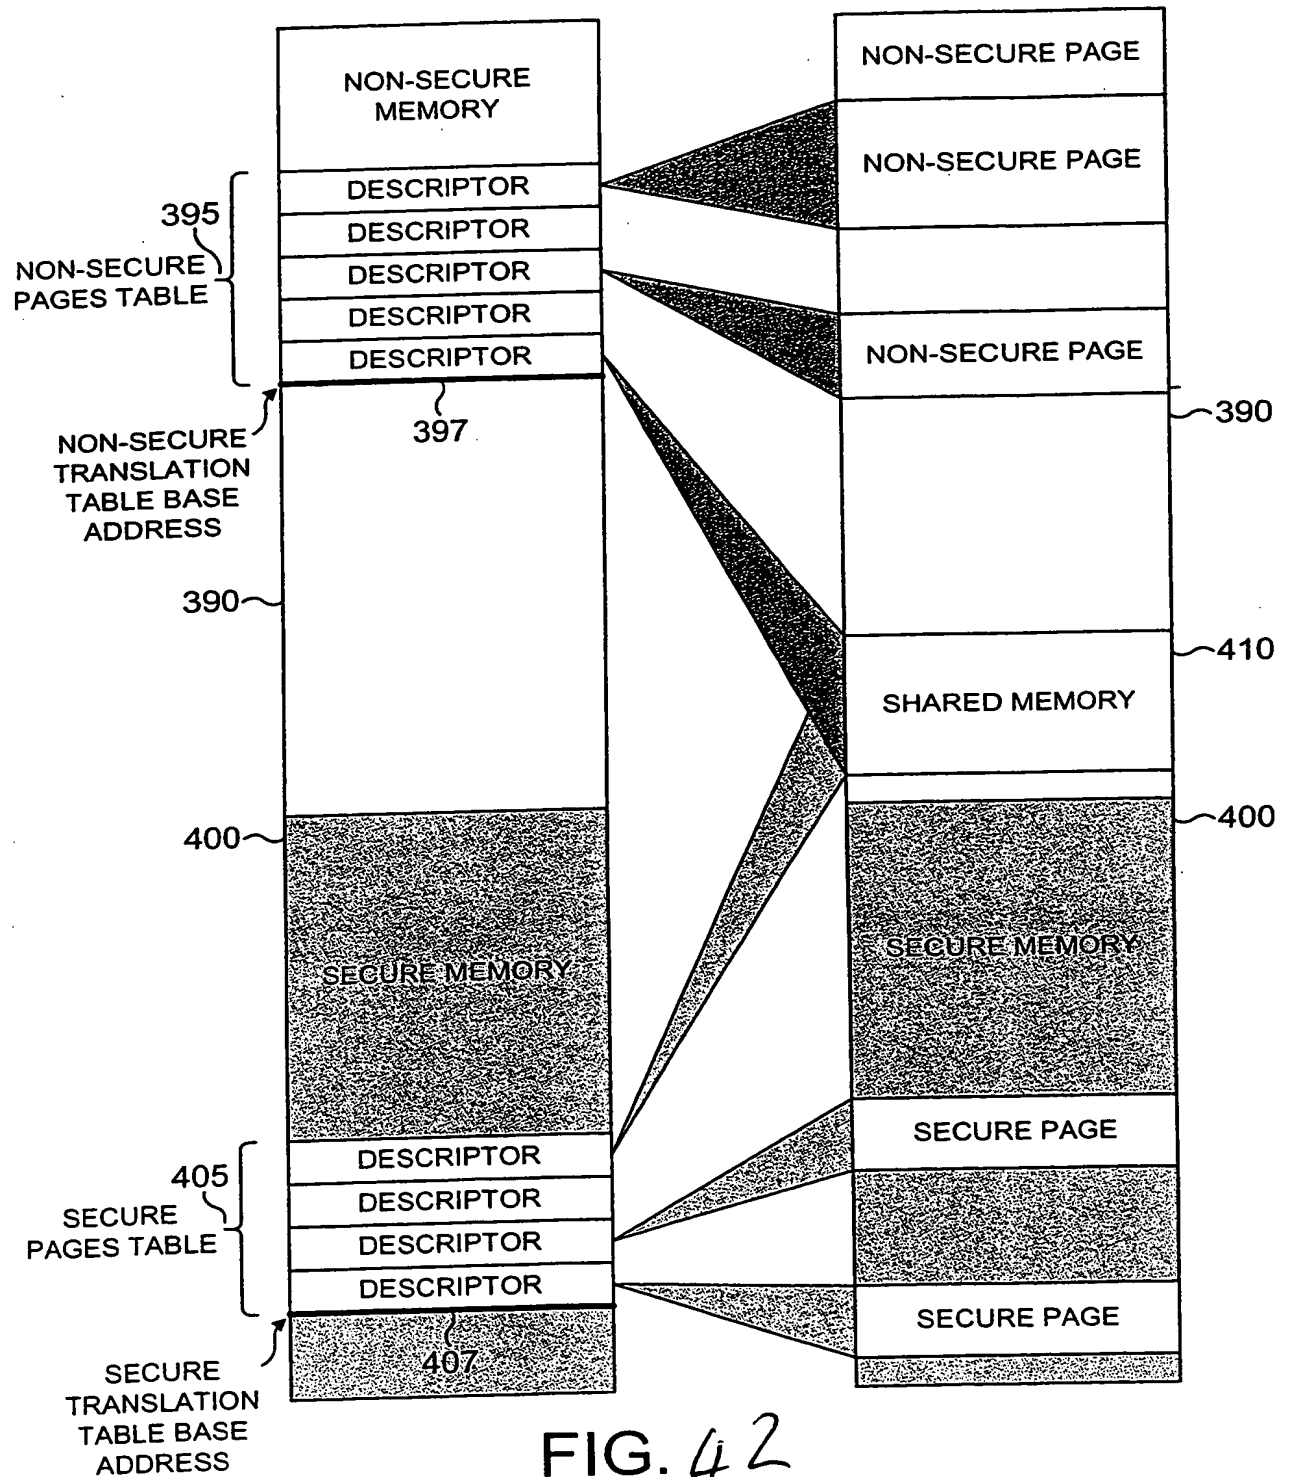 NON-SECURE
MEMORY
DESCRIPTOR
DESCRIPTOR
DESCRIPTOR
DESCRIPTOR
DESCRIPTOR
395
NON-SECURE
PAGES TABLE
397
NON-SECURE
TRANSLATION
TABLE BASE
ADDRESS
390
400
SECURE MEMORY
DESCRIPTOR
DESCRIPTOR
DESCRIPTOR
DESCRIPTOR
405
SECURE
PAGES TABLE
407
SECURE
TRANSLATION
TABLE BASE
ADDRESS
NON-SECURE PAGE
NON-SECURE PAGE
NON-SECURE PAGE
390
410
SHARED MEMORY
400
SECURE MEMORY
SECURE PAGE
SECURE PAGE
FIG. 42